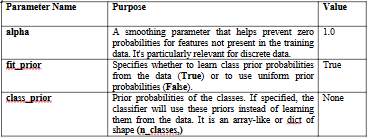 Parameter Name Purpose Value
alpha A smoothing parameter that helps prevent zero 1.0
probabilities for features not present in the training
data. It's particularly relevant for discrete data.
fit_prior Specifies whether to learn class prior probabilities True
from the data (True) or to use uniform prior
probabilities (False).
class_prior Prior probabilities of the classes. If specified, the None
classifier will use these priors instead of learning
them from the data. It is an array-like or dict of
shape (n_classes,)